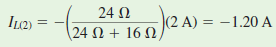 I_{L(2)} = −(24 Ω / 24 Ω + 16 Ω)(2 A) = −1.20 A